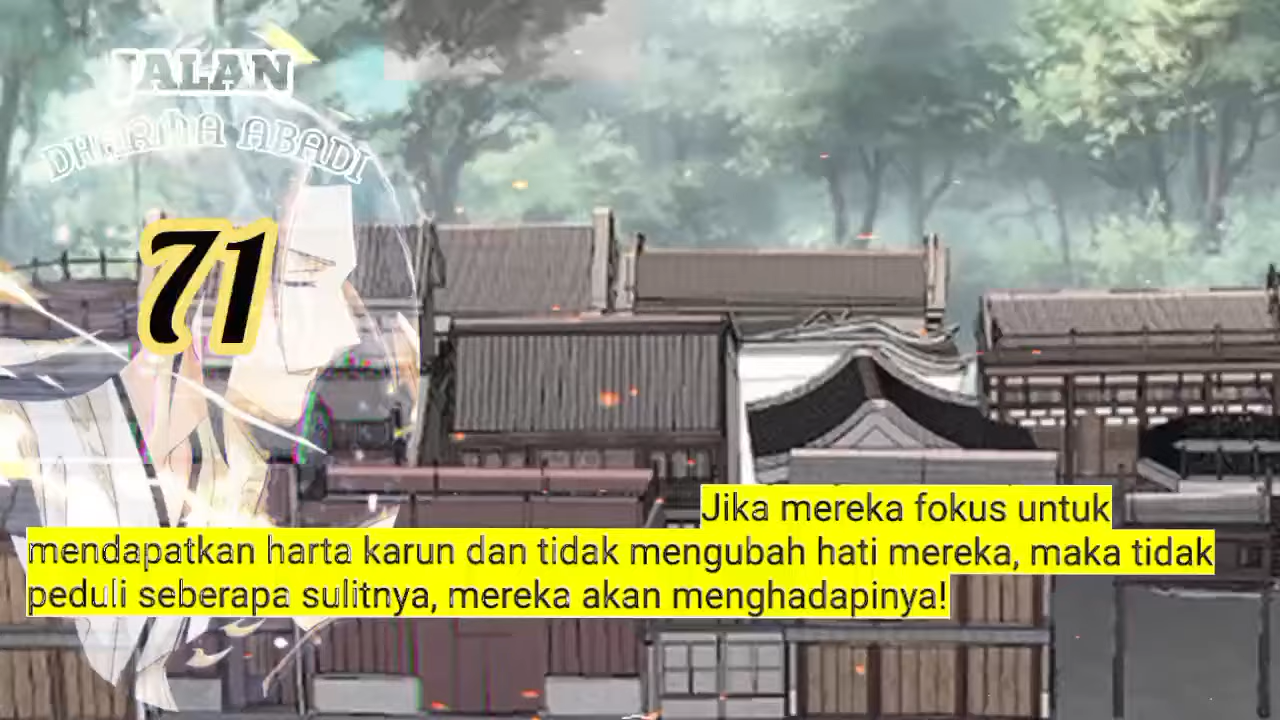 JALAN
DHARMA ABADI
71
Jika mereka fokus untuk
mendapatkan harta karun dan tidak mengubah hati mereka, maka tidak
peduli seberapa sulitnya, mereka akan menghadapinya!